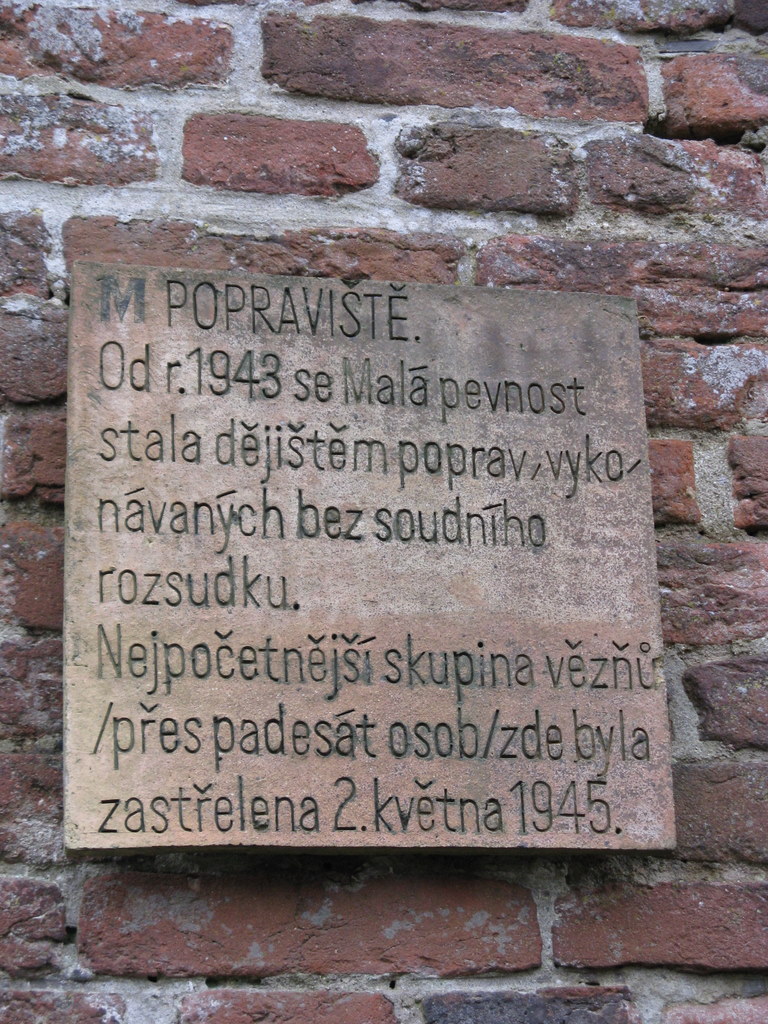 M POPRAVIŠTĚ.
Od r.1943 se Malá pevnost
stala dějištěm poprav, vyko-
návaných bez soudního
rozsudku.
Nejpočetnější skupina vězňů
/přes padesát osob/zde byla
zastřelena 2. května 1945.